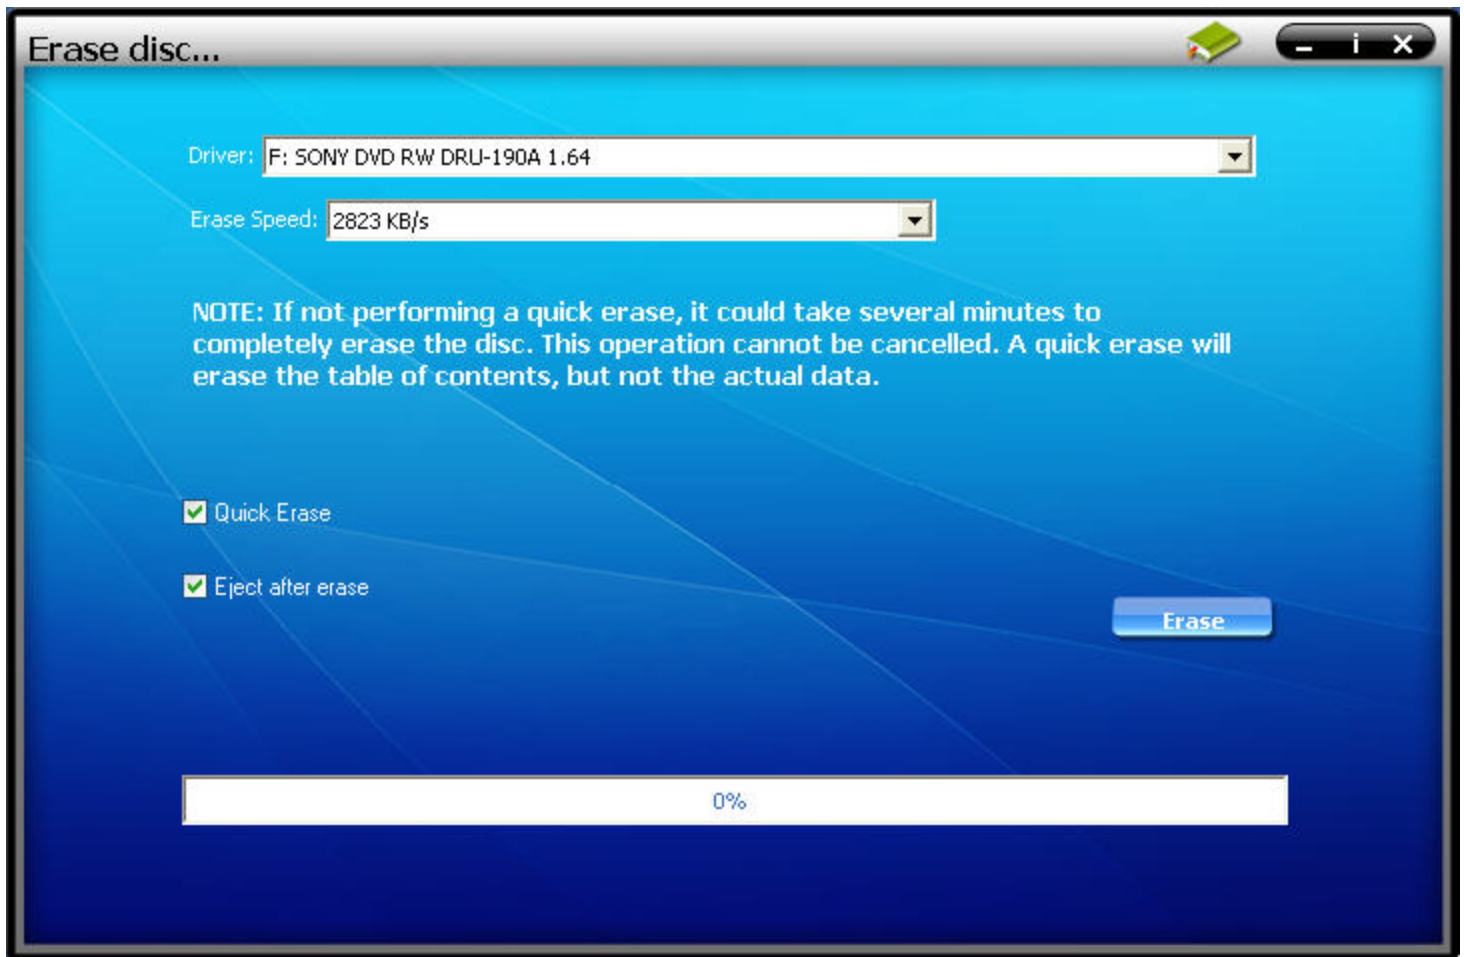 Erase disc...
Driver: F: SONY DVD RW DRU-190A 1.64
Erase Speed: 2823 KB/s
NOTE: If not performing a quick erase, it could take several minutes to
completely erase the disc. This operation cannot be cancelled. A quick erase will
erase the table of contents, but not the actual data.
Quick Erase
Eject after erase
Erase
0%